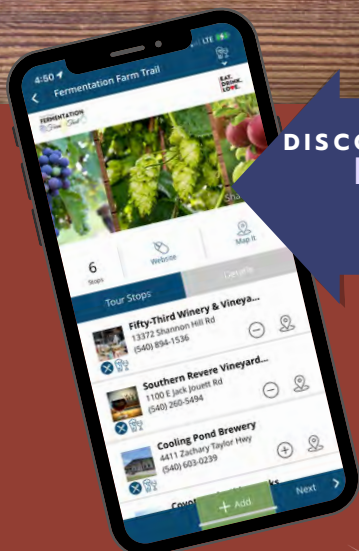 4:50
LTE
Fermentation Farm Trail
FERMENTATION
Farm Trail
EAT.
DRINK.
LOVE.
DISCO
Sha
6
Stops
Website
Map It
Tour Stops
Details
Fifty-Third Winery & Vineya...
13372 Shannon Hill Rd
(540) 894-1536
Southern Revere Vineyard...
1100 E Jack Jouett Rd
(540) 260-5494
Cooling Pond Brewery
4411 Zachary Taylor Hwy
(540) 603-0239
+ Add
Next